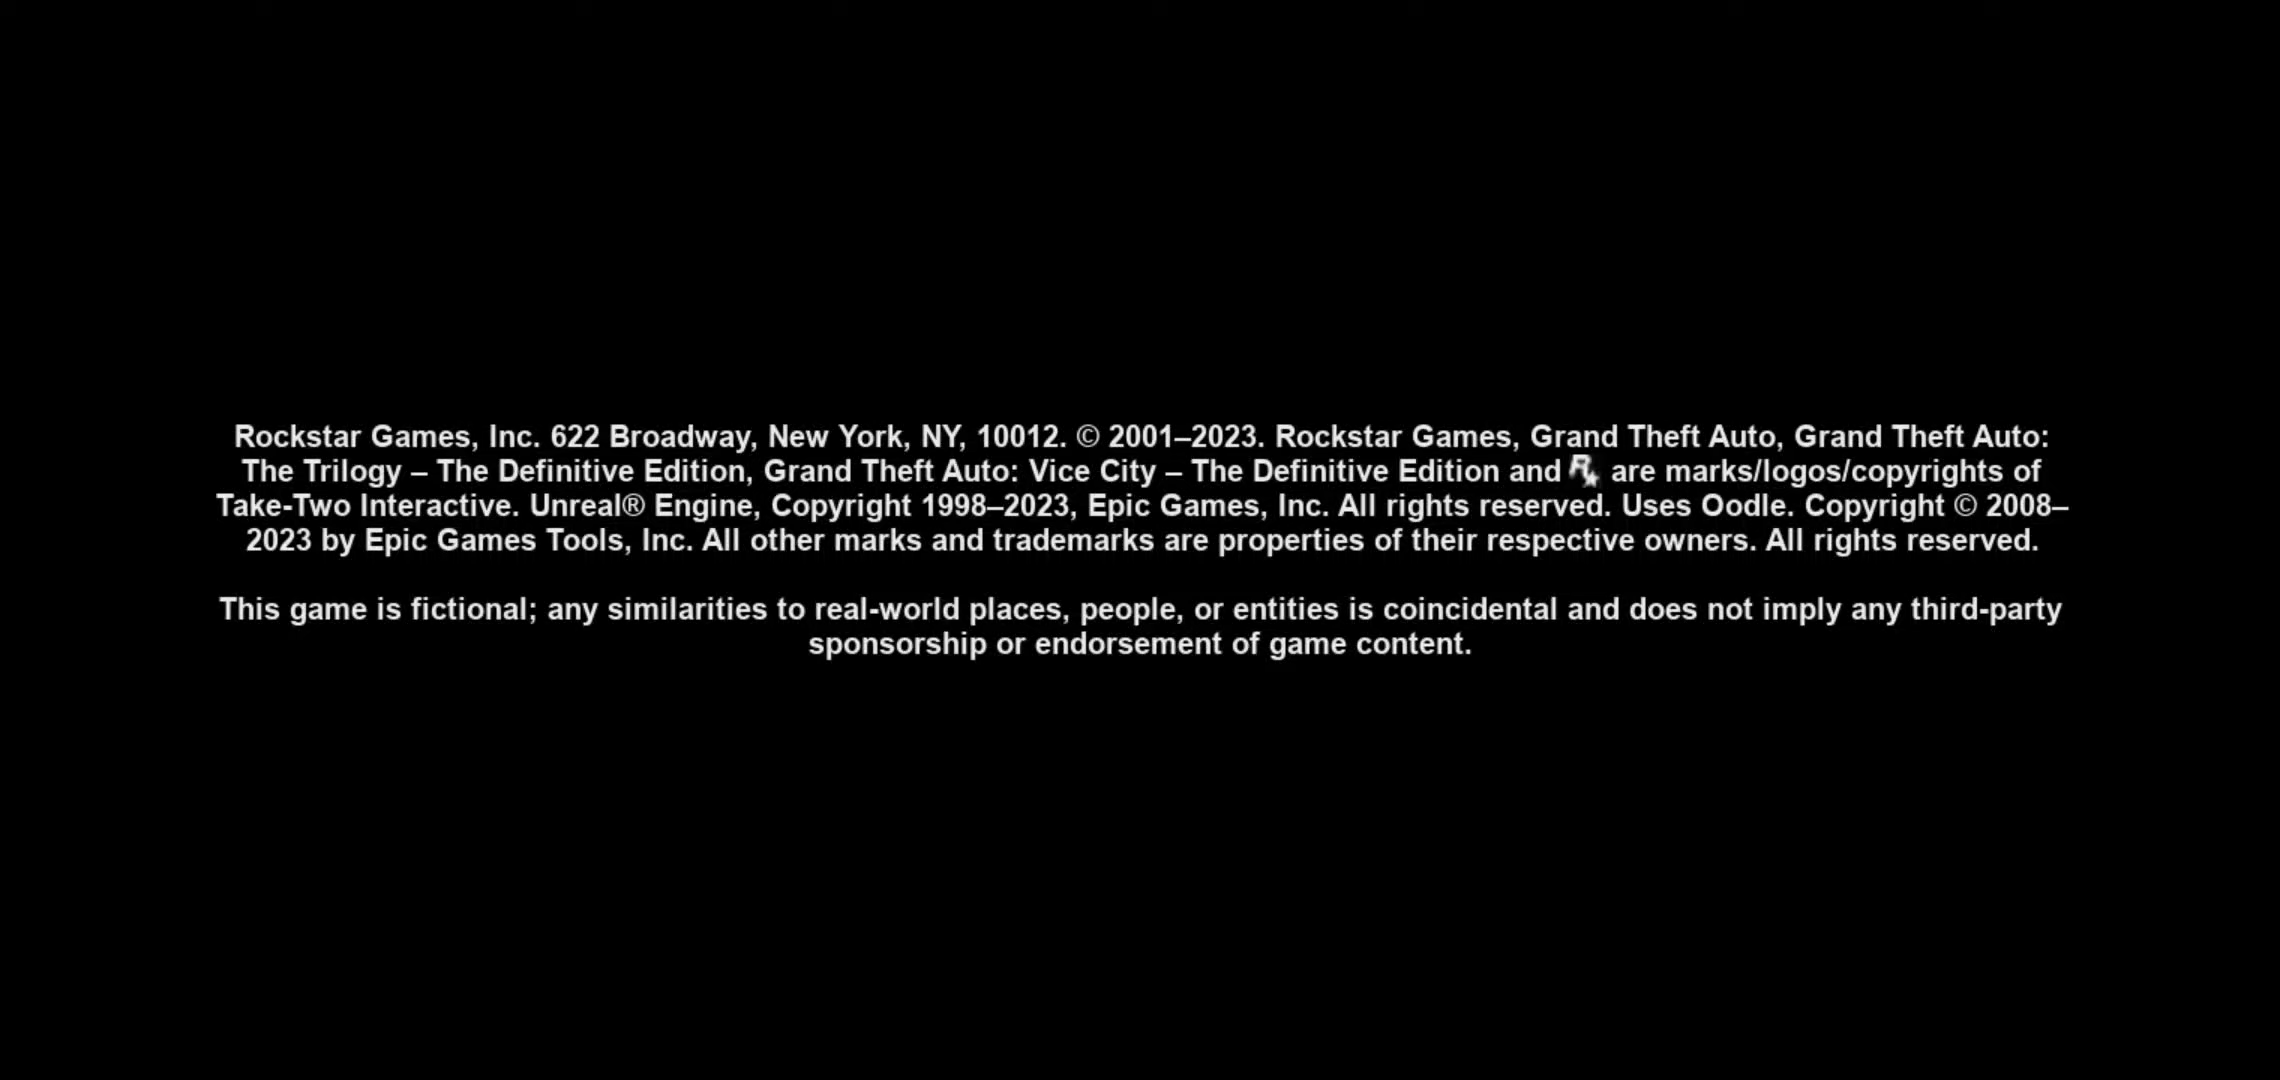 Rockstar Games, Inc. 622 Broadway, New York, NY, 10012. © 2001–2023. Rockstar Games, Grand Theft Auto, Grand Theft Auto:
The Trilogy – The Definitive Edition, Grand Theft Auto: Vice City – The Definitive Edition and R★ are marks/logos/copyrights of
Take-Two Interactive. Unreal® Engine, Copyright 1998–2023, Epic Games, Inc. All rights reserved. Uses Oodle. Copyright © 2008–
2023 by Epic Games Tools, Inc. All other marks and trademarks are properties of their respective owners. All rights reserved.
This game is fictional; any similarities to real-world places, people, or entities is coincidental and does not imply any third-party
sponsorship or endorsement of game content.